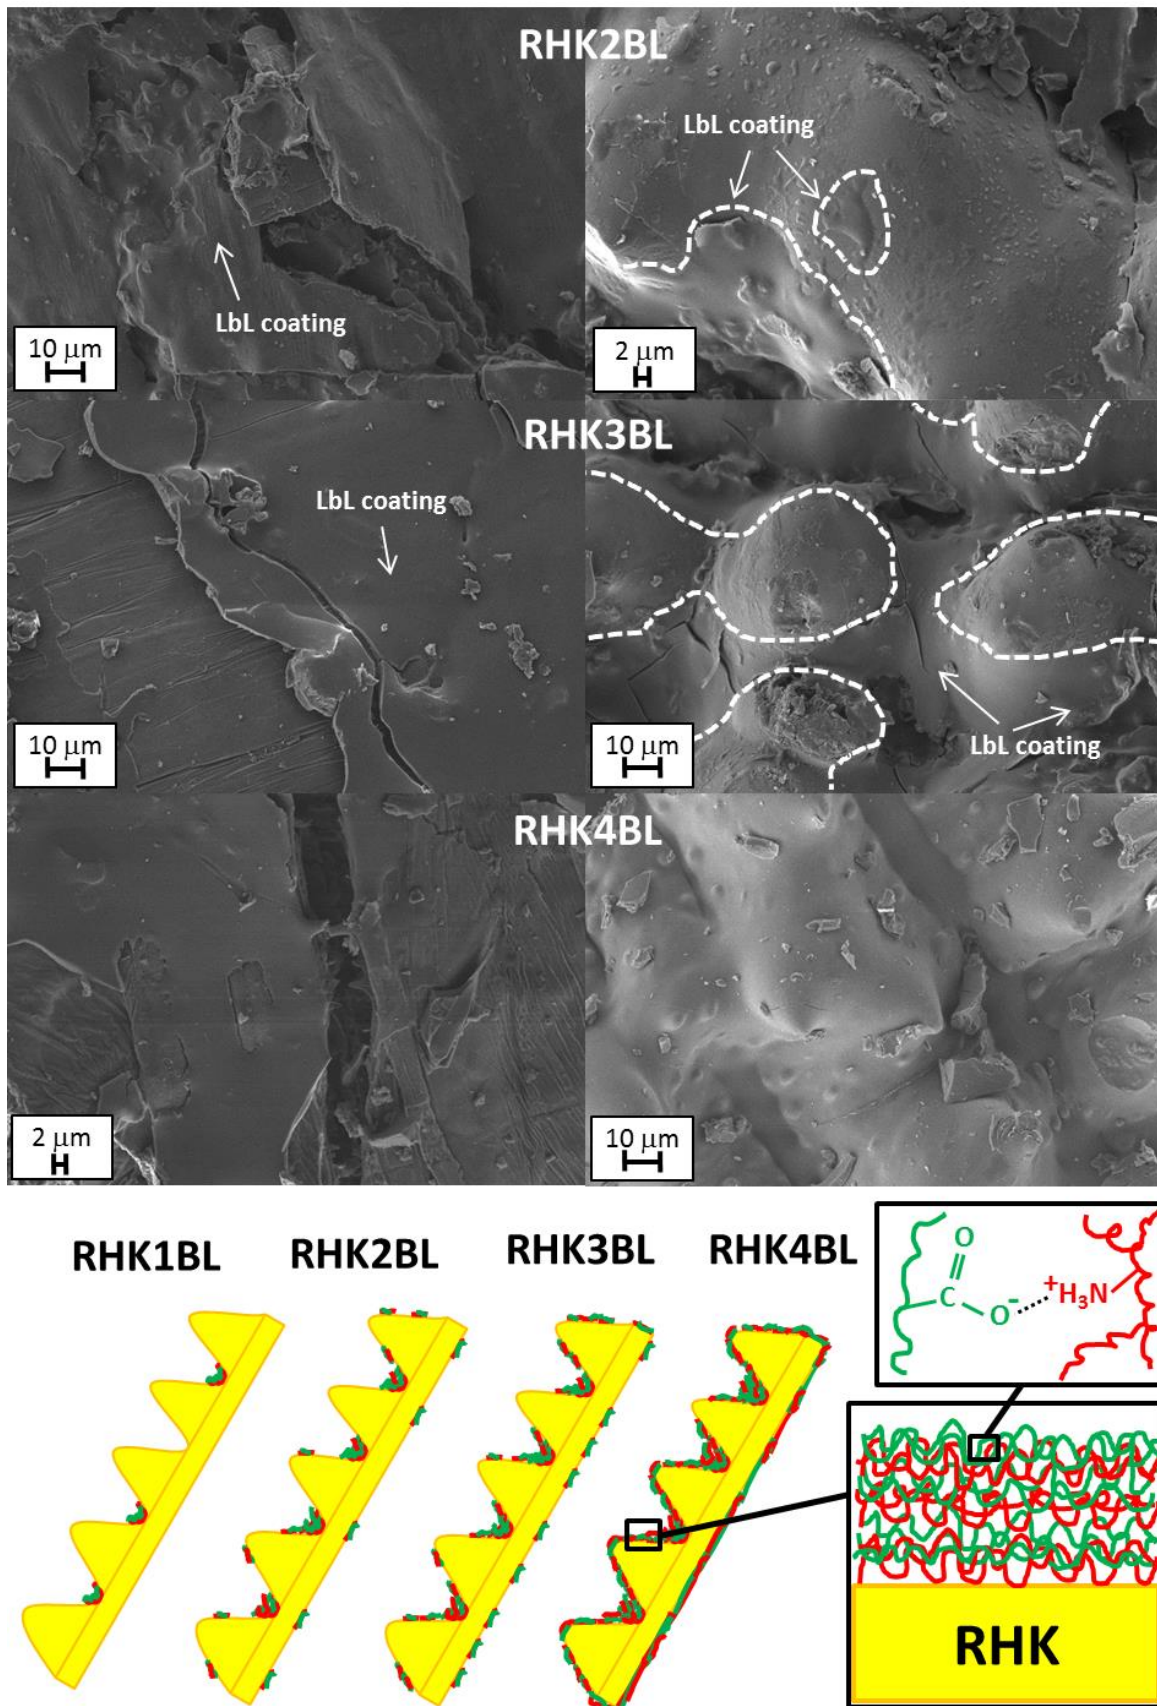 RHK2BL
LbL coating
10 μm
LbL coating
2 μm
RHK3BL
LbL coating
10 μm
LbL coating
10 μm
RHK4BL
2 μm
10 μm
RHK1BL
RHK2BL
RHK3BL
RHK4BL
O
C
O-
+H₃N
RHK